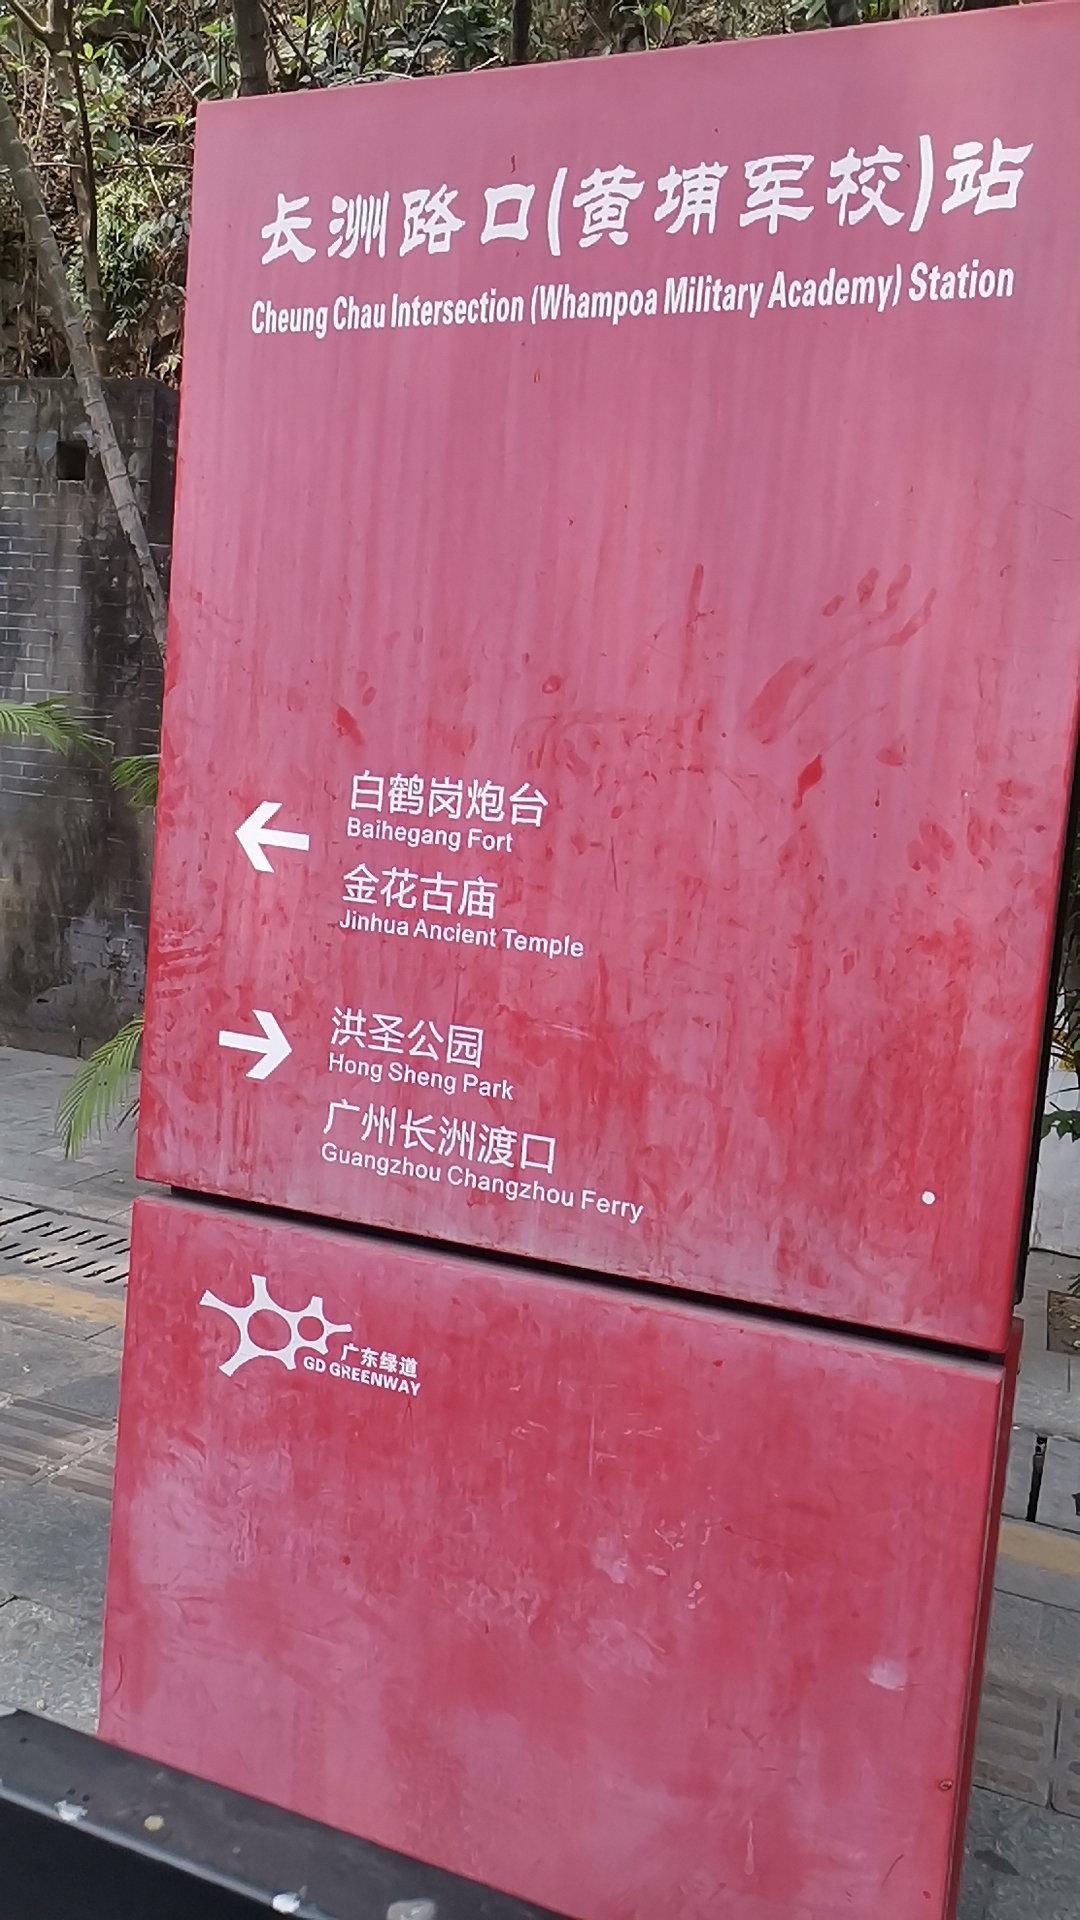 长洲路口(黄埔军校)站
Cheung Chau Intersection (Whampoa Military Academy) Station
白鹤岗炮台
Baihegang Fort
金花古庙
Jinhua Ancient Temple
洪圣公园
Hong Sheng Park
广州长洲渡口
Guangzhou Changzhou Ferry
广东绿道
GD GREENWAY